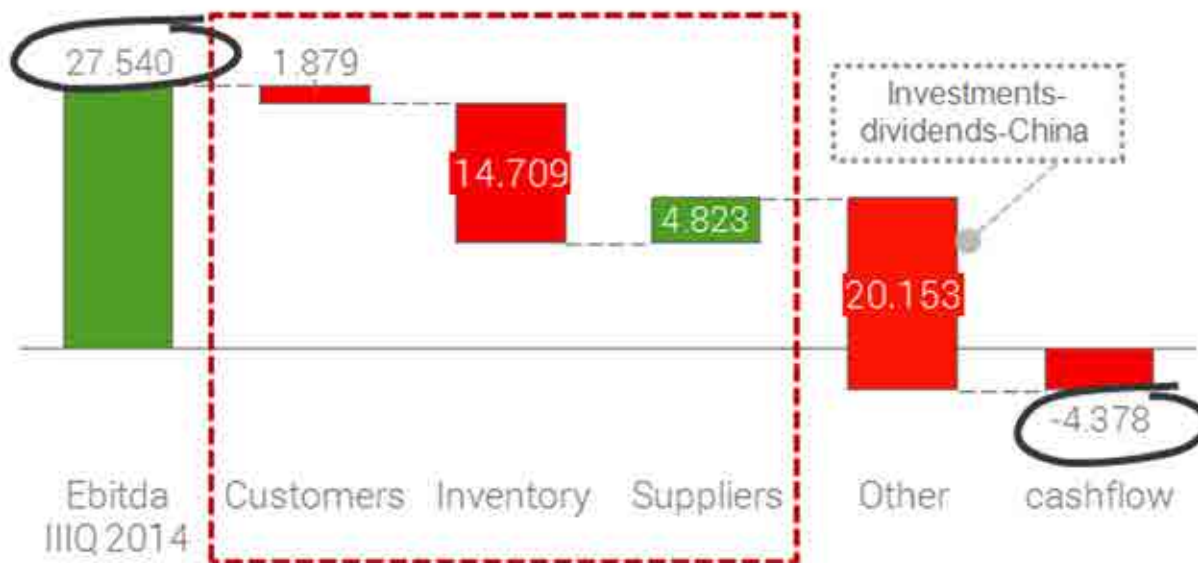 27.540
1.879
14.709
4.823
20.153
-4.378
Investments-
dividends-China
Ebitda
IIIQ 2014
Customers
Inventory
Suppliers
Other
cashflow